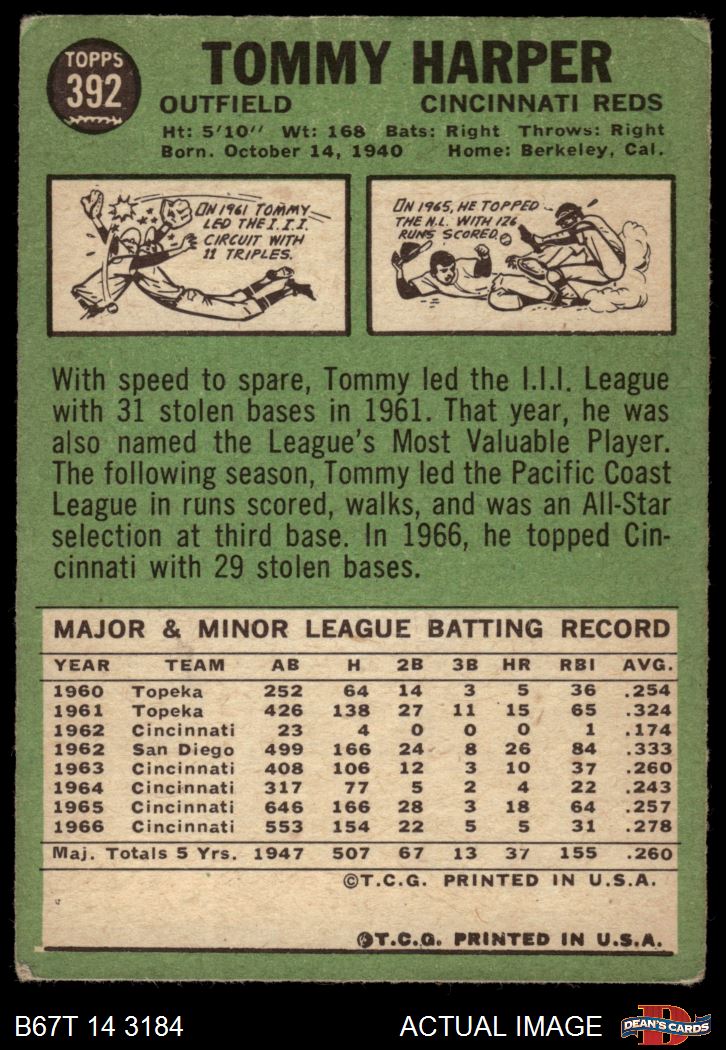 TOPPS
392
TOMMY HARPER
OUTFIELD CINCINNATI REDS
Ht: 5'10" Wt: 168 Bats: Right Throws: Right
Born. October 14, 1940 Home: Berkeley, Cal.
ON 1961 TOMMY
LED THE I.I.I.
CIRCUIT WITH
11 TRIPLES.
ON 1965, HE TOPPED
THE N.L. WITH 126
RUNS SCORED.
With speed to spare, Tommy led the I.I.I. League
with 31 stolen bases in 1961. That year, he was
also named the League's Most Valuable Player.
The following season, Tommy led the Pacific Coast
League in runs scored, walks, and was an All-Star
selection at third base. In 1966, he topped Cin-
cinnati with 29 stolen bases.
MAJOR & MINOR LEAGUE BATTING RECORD
YEAR TEAM AB H 2B 3B HR RBI AVG.
1960 Topeka 252 64 14 3 5 36 .254
1961 Topeka 426 138 27 11 15 65 .324
1962 Cincinnati 23 4 0 0 0 1 .174
1962 San Diego 499 166 24 8 26 84 .333
1963 Cincinnati 408 106 12 3 10 37 .260
1964 Cincinnati 317 77 5 2 4 22 .243
1965 Cincinnati 646 166 28 3 18 64 .257
1966 Cincinnati 553 154 22 5 5 31 .278
Maj. Totals 5 Yrs. 1947 507 67 13 37 155 .260
©T.C.G. PRINTED IN U.S.A.
©T.C.G. PRINTED IN U.S.A.
B67T 14 3184 ACTUAL IMAGE
D
DEAN'S CARDS